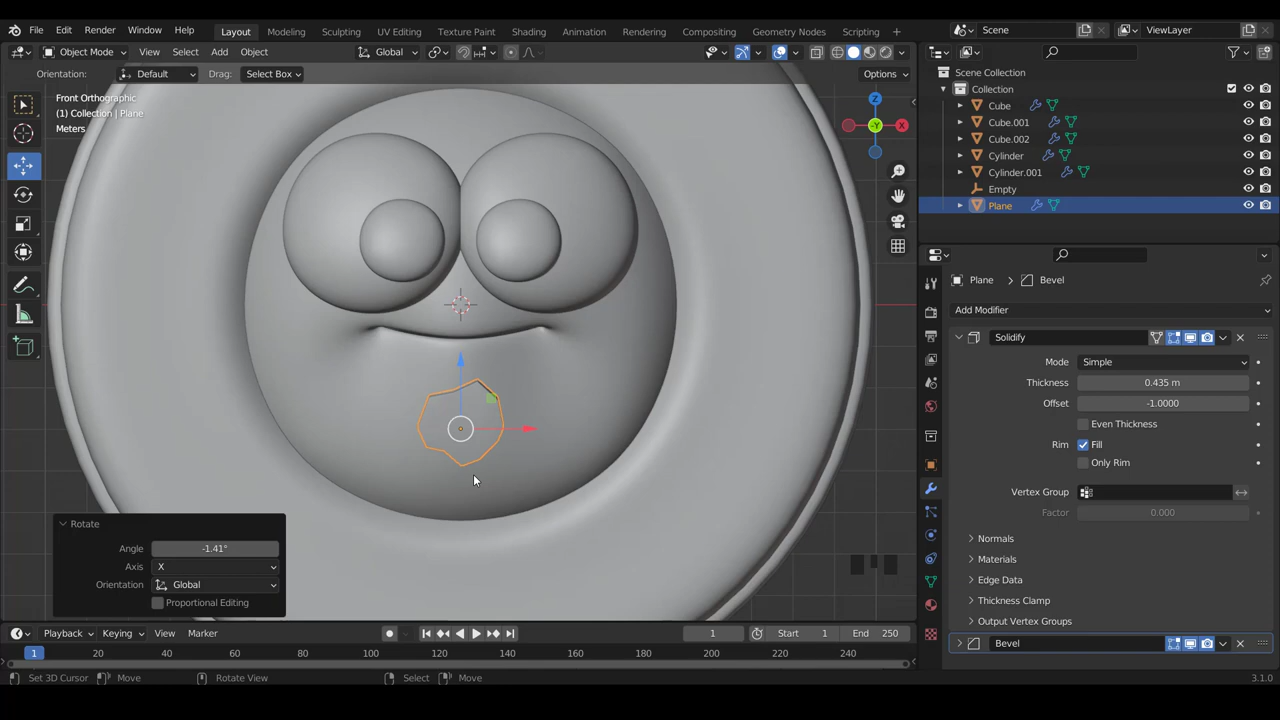 File Edit Render Window Help Layout Modeling Sculpting UV Editing Texture Paint Shading Animation Rendering Compositing Geometry Nodes Scripting Scene ViewLayer
Object Mode View Select Add Object Global
Orientation: Default Drag: Select Box Options
Front Orthographic
(1) Collection | Plane
Meters
Z
-Y
X
Scene Collection
Collection
Cube
Cube.001
Cube.002
Cylinder
Cylinder.001
Empty
Plane
Plane Bevel
Add Modifier
Solidify
Mode Simple
Thickness 0.435 m
Offset -1.0000
Even Thickness
Rim Fill
Only Rim
Vertex Group
Factor 0.000
Normals
Materials
Edge Data
Thickness Clamp
Output Vertex Groups
Bevel
Rotate
Angle -1.41°
Axis X
Orientation Global
Proportional Editing
Playback Keying View Marker 1 Start 1 End 250
1 20 40 60 80 100 120 140 160 180 200 220 240
Set 3D Cursor Move Rotate View Select Move 3.1.0